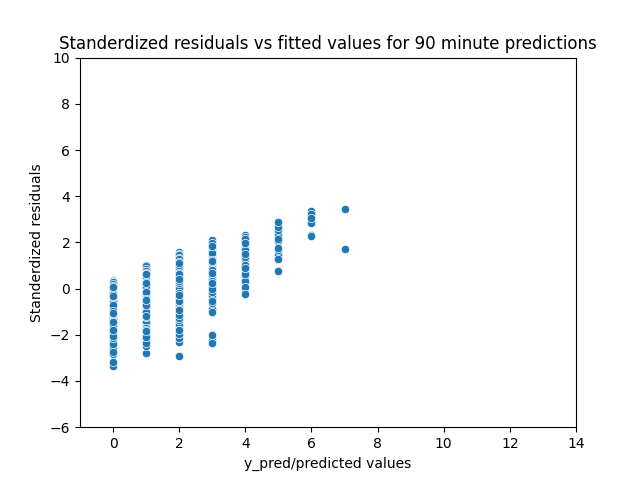 Standerdized residuals vs fitted values for 90 minute predictions
10
8
6
4
2
0
−2
−4
−6
Standerdized residuals
0 2 4 6 8 10 12 14
y_pred/predicted values